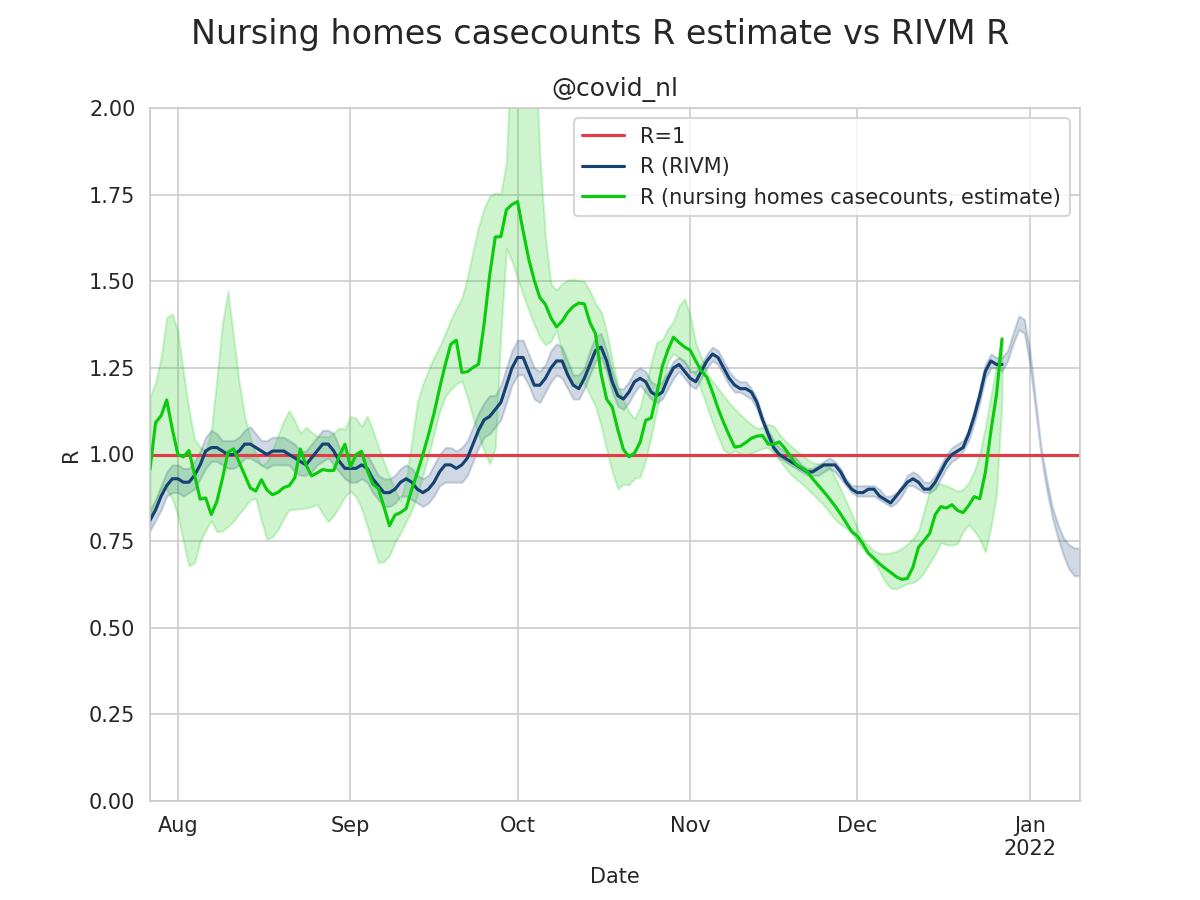 Nursing homes casecounts R estimate vs RIVM R
@covid_nl
R=1
R (RIVM)
R (nursing homes casecounts, estimate)
2.00
1.75
1.50
1.25
1.00
0.75
0.50
0.25
0.00
R
Aug
Sep
Oct
Nov
Dec
Jan
2022
Date